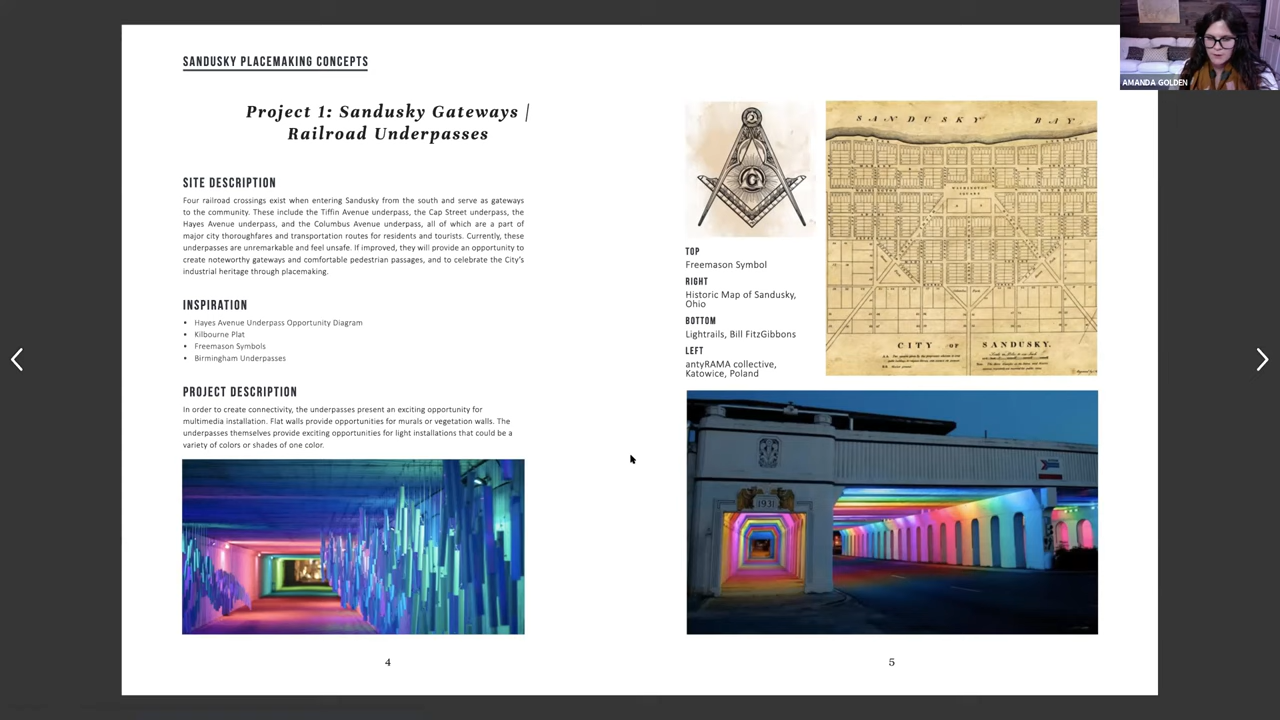 AMANDA GOLDEN
SANDUSKY PLACEMAKING CONCEPTS
Project 1: Sandusky Gateways |
Railroad Underpasses
SITE DESCRIPTION
Four railroad crossings exist when entering Sandusky from the south and serve as gateways
to the community. These include the Tiffin Avenue underpass, the Cap Street underpass, the
Hayes Avenue underpass, and the Columbus Avenue underpass, all of which are a part of
major city thoroughfares and transportation routes for residents and tourists. Currently, these
underpasses are unremarkable and feel unsafe. If improved, they will provide an opportunity to
create noteworthy gateways and comfortable pedestrian passages, and to celebrate the City's
industrial heritage through placemaking.
INSPIRATION
• Hayes Avenue Underpass Opportunity Diagram
• Kilbourne Plat
• Freemason Symbols
• Birmingham Underpasses
PROJECT DESCRIPTION
In order to create connectivity, the underpasses present an exciting opportunity for
multimedia installation. Flat walls provide opportunities for murals or vegetation walls. The
underpasses themselves provide exciting opportunities for light installations that could be a
variety of colors or shades of one color.
4
G
TOP
Freemason Symbol
RIGHT
Historic Map of Sandusky,
Ohio
BOTTOM
Lightrails, Bill FitzGibbons
LEFT
antyRAMA collective,
Katowice, Poland
SANDUSKY BAY
WASHINGTON
SQUARE
CITY OF SANDUSKY.
1931
5